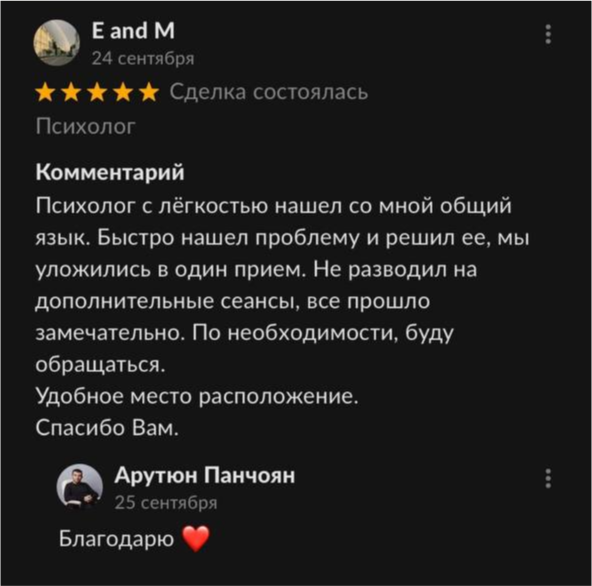 E and M
24 сентября
Сделка состоялась
Психолог
Комментарий
Психолог с лёгкостью нашел со мной общий
язык. Быстро нашел проблему и решил ее, мы
уложились в один прием. Не разводил на
дополнительные сеансы, все прошло
замечательно. По необходимости, буду
обращаться.
Удобное место расположение.
Спасибо Вам.
Арутюн Панчоян
25 сентября
Благодарю ❤️